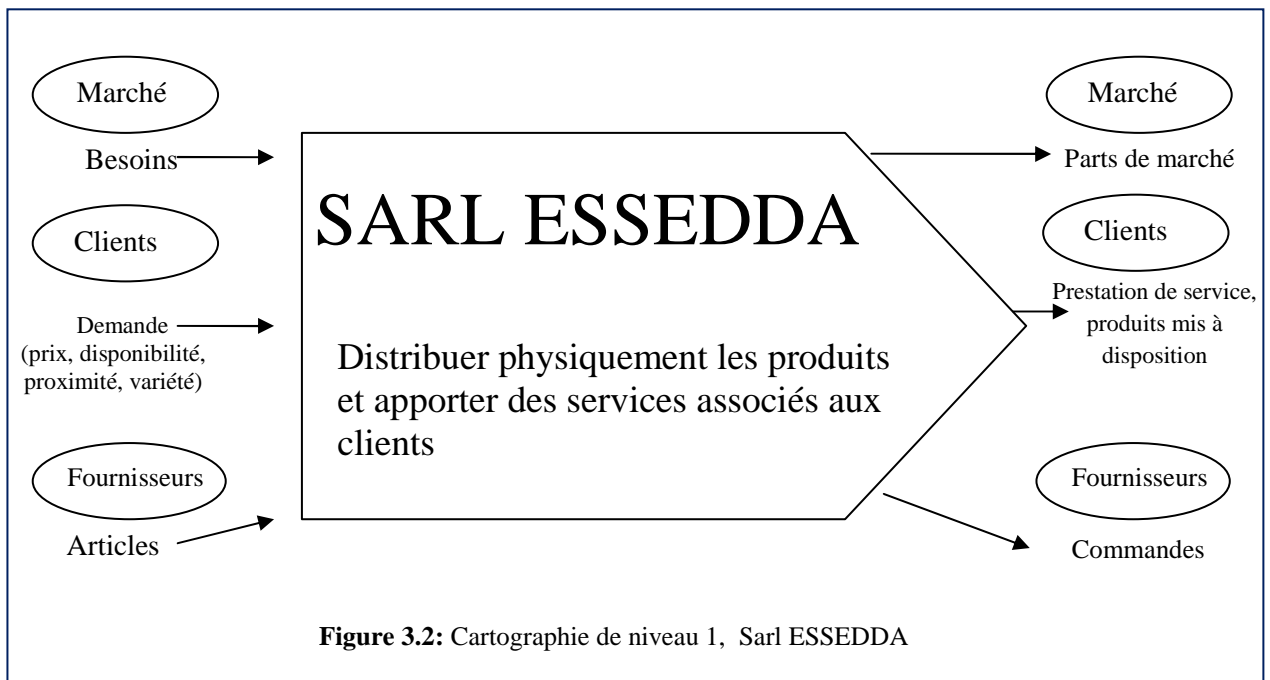 Marché
Besoins
Clients
Demande
(prix, disponibilité,
proximité, variété)
Fournisseurs
Articles
SARL ESSEDDA
Distribuer physiquement les produits
et apporter des services associés aux
clients
Marché
Parts de marché
Clients
Prestation de service,
produits mis à
disposition
Fournisseurs
Commandes
Figure 3.2: Cartographie de niveau 1, Sarl ESSEDDA